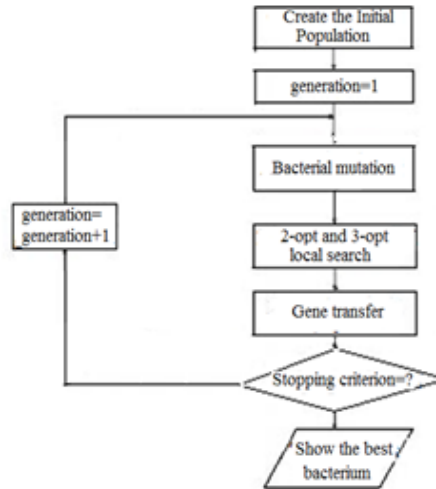 Create the Initial
Population
generation=1
Bacterial mutation
generation=
generation+1
2-opt and 3-opt
local search
Gene transfer
Stopping criterion=?
Show the best
bacterium